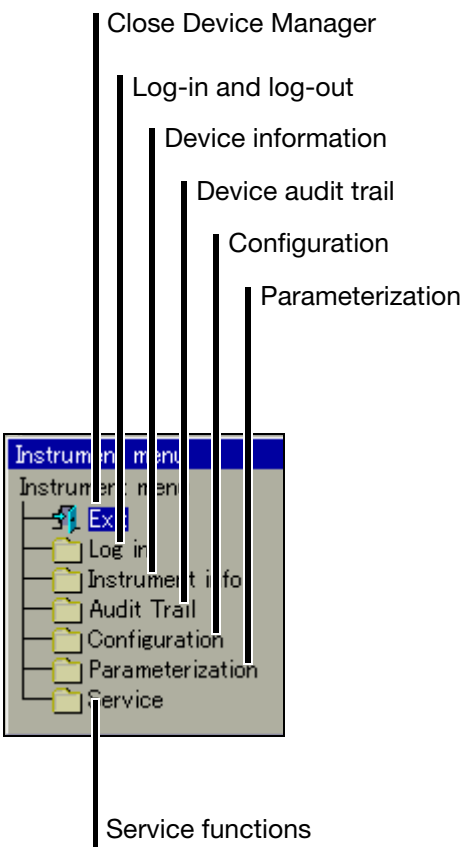 Close Device Manager
Log-in and log-out
Device information
Device audit trail
Configuration
Parameterization
Instrument menu
Instrument menu
Exit
Log in
Instrument info
Audit Trail
Configuration
Parameterization
Service
Service functions